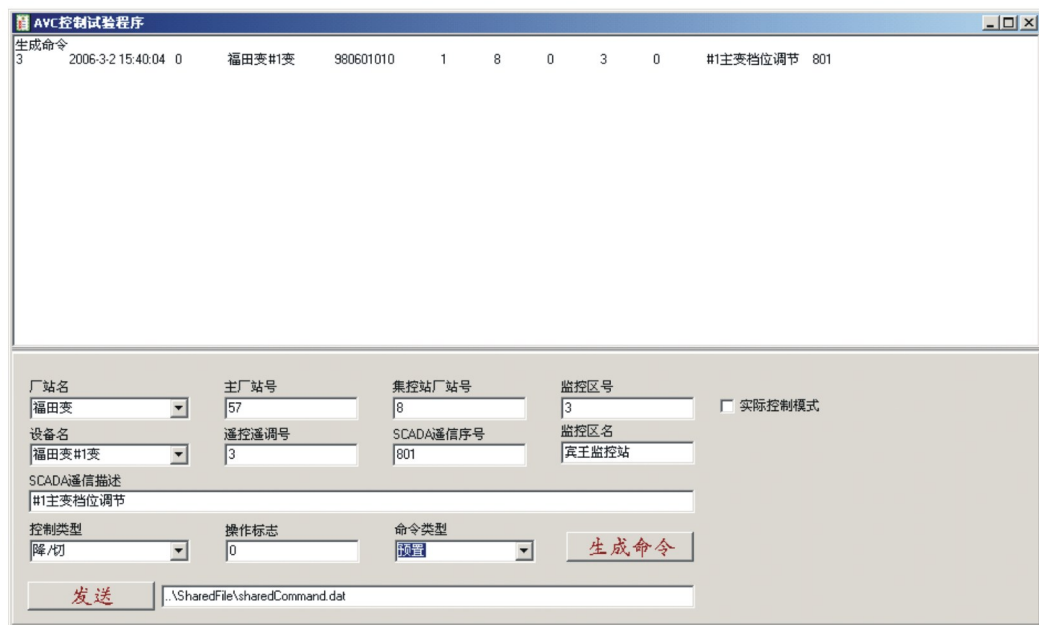 AVC控制试验程序
生成命令
3 2006-3-2 15:40:04 0 福田变#1变 980601010 1 8 0 3 0 #1主变档位调节 801
厂站名 主厂站号 集控站厂站号 监控区号
福田变 57 8 3 实际控制模式
设备名 遥控遥调号 SCADA遥信序号 监控区名
福田变#1变 3 801 宾王监控站
SCADA遥信描述
#1主变档位调节
控制类型 操作标志 命令类型
降/切 0 预置 生成命令
发送 ..\SharedFile\sharedCommand.dat